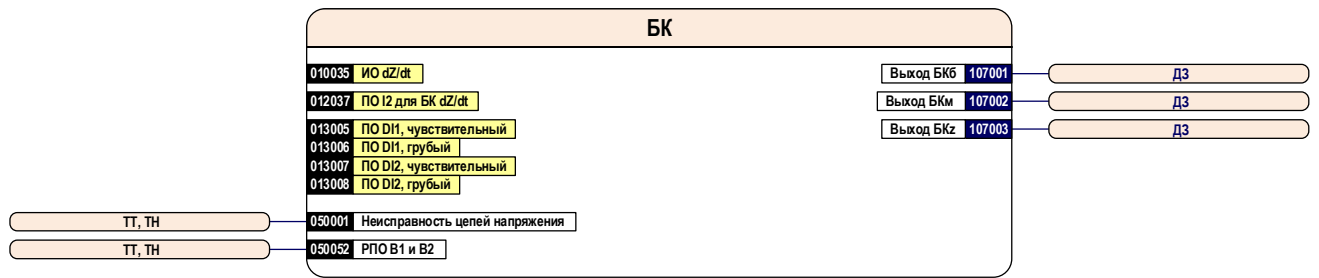 БК
010035 ИО dZ/dt
Выход БКб 107001 ДЗ
012037 ПО I2 для БК dZ/dt
Выход БКм 107002 ДЗ
013005 ПО DI1, чувствительный
Выход БКz 107003 ДЗ
013006 ПО DI1, грубый
013007 ПО DI2, чувствительный
013008 ПО DI2, грубый
ТТ, ТН 050001 Неисправность цепей напряжения
ТТ, ТН 050052 РПО В1 и В2